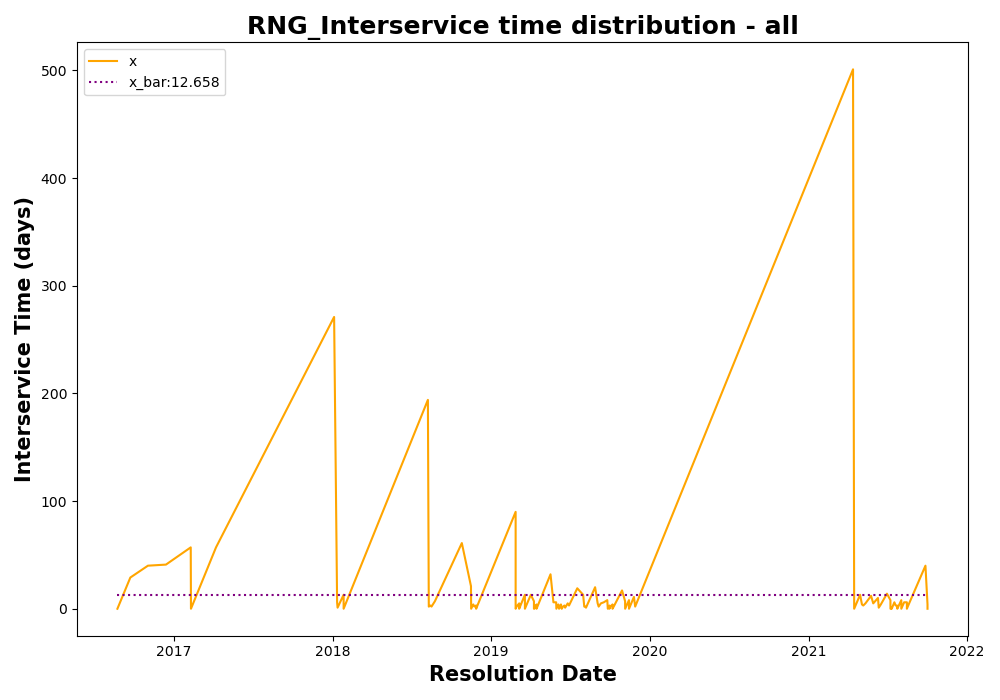 RNG_Interservice time distribution - all
x
x_bar:12.658
Interservice Time (days)
500
400
300
200
100
0
2017
2018
2019
2020
2021
2022
Resolution Date